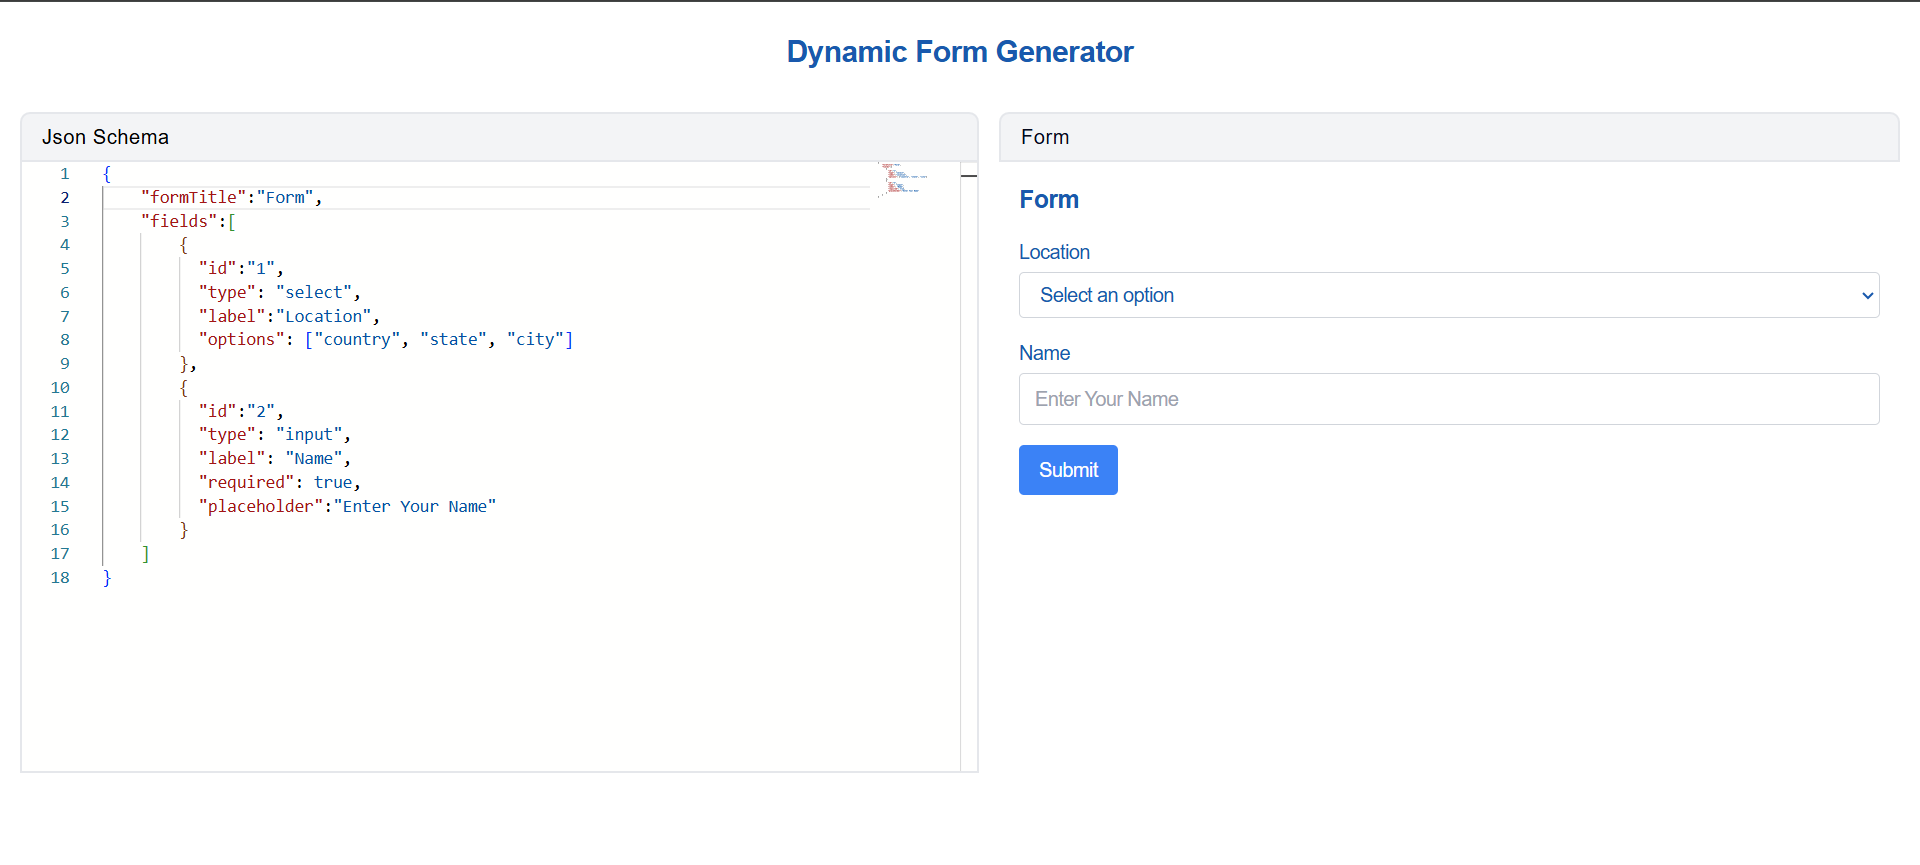 Dynamic Form Generator
Json Schema
1 {
2 "formTitle":"Form",
3 "fields":[
4 {
5 "id":"1",
6 "type": "select",
7 "label":"Location",
8 "options": ["country", "state", "city"]
9 },
10 {
11 "id":"2",
12 "type": "input",
13 "label": "Name",
14 "required": true,
15 "placeholder":"Enter Your Name"
16 }
17 ]
18 }
Form
Form
Location
Select an option
Name
Enter Your Name
Submit